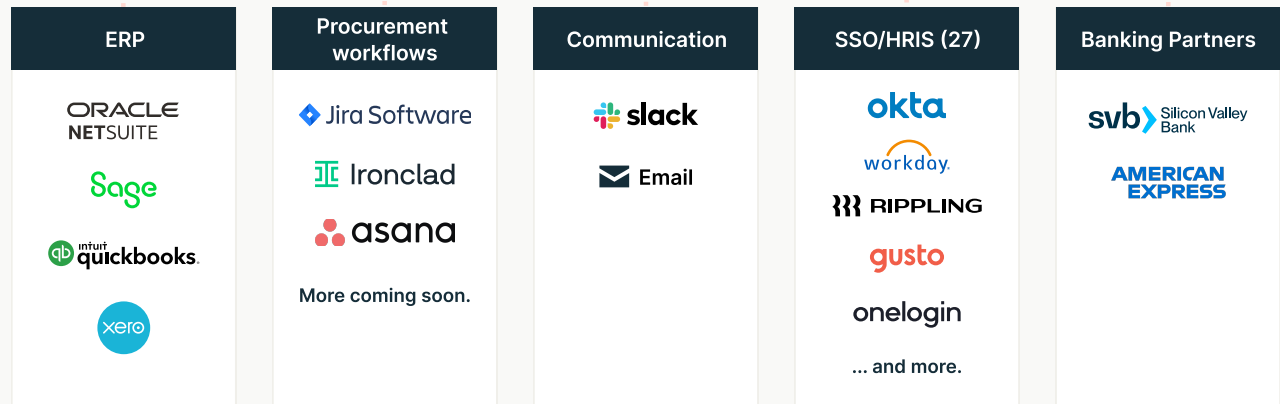 ERP
ORACLE
NETSUITE
Sage
qb
intuit
quickbooks.
xero
Procurement
workflows
Jira Software
Ironclad
asana
More coming soon.
Communication
slack
Email
SSO/HRIS (27)
okta
workday.
RIPPLING
gusto
onelogin
... and more.
Banking Partners
svb
Silicon Valley
Bank
AMERICAN
EXPRESS